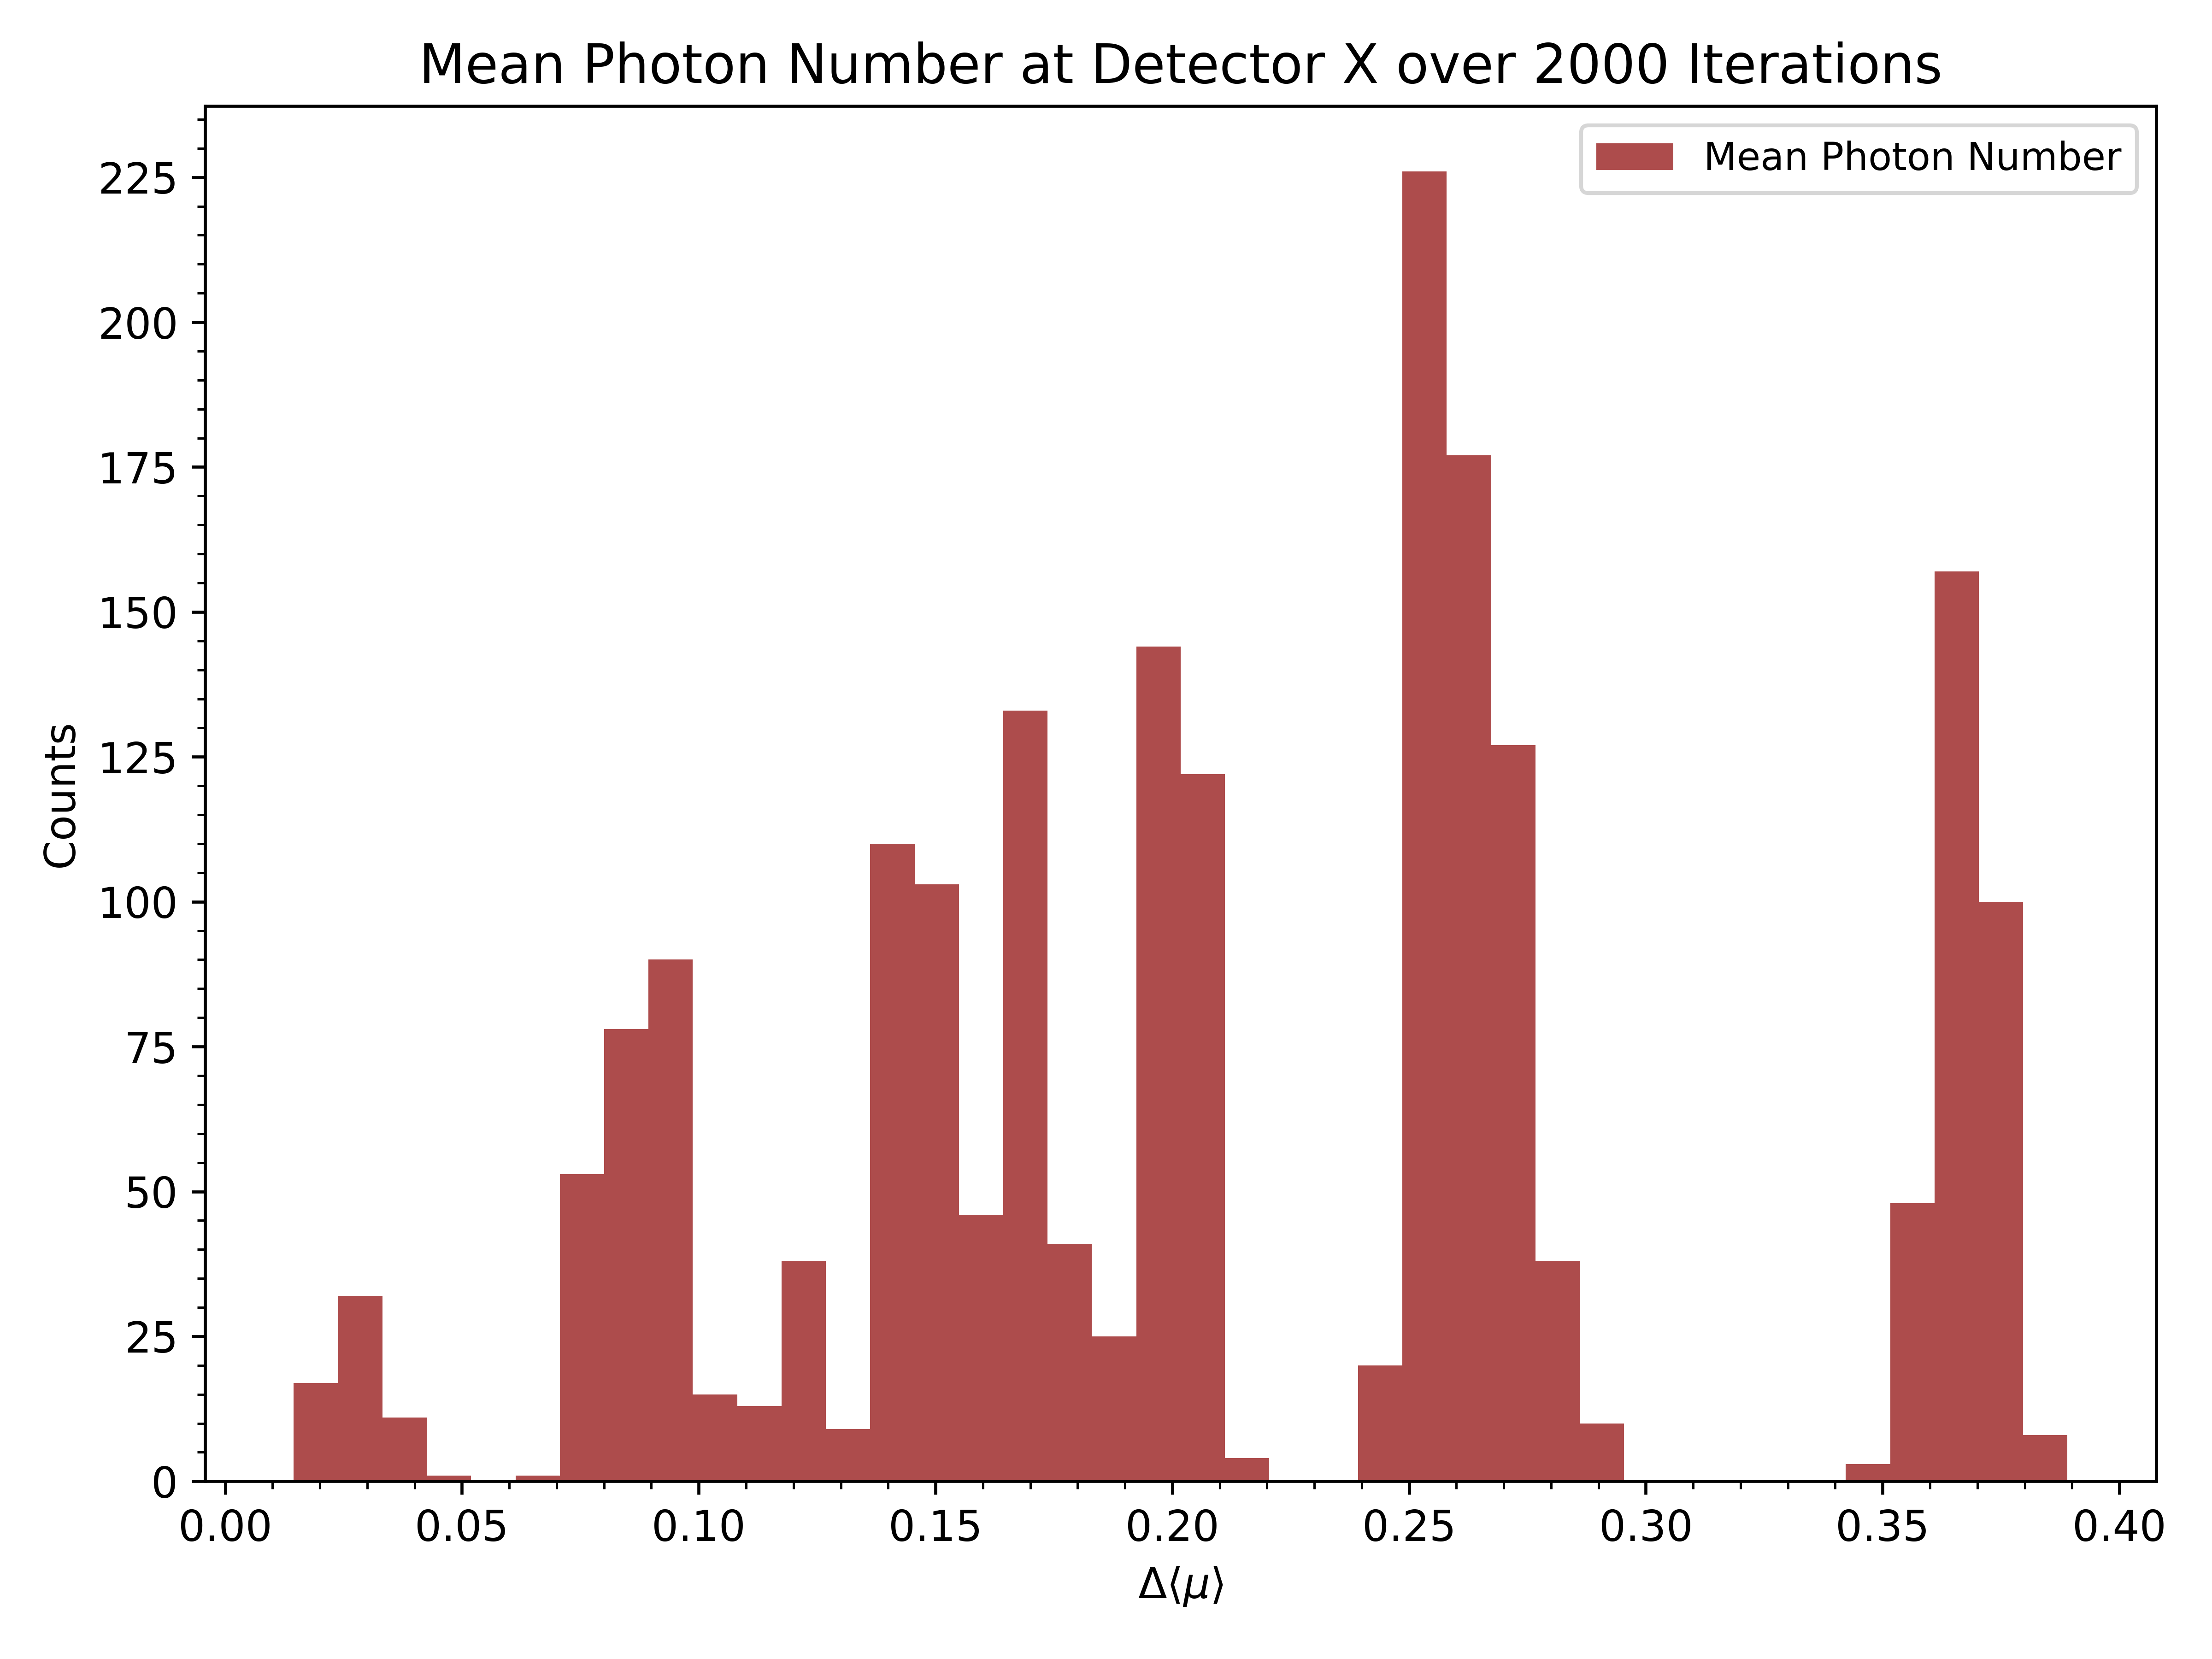 Mean Photon Number at Detector X over 2000 Iterations
Mean Photon Number
225
200
175
150
125
100
75
50
25
0
Counts
0.00 0.05 0.10 0.15 0.20 0.25 0.30 0.35 0.40
Δ⟨μ⟩